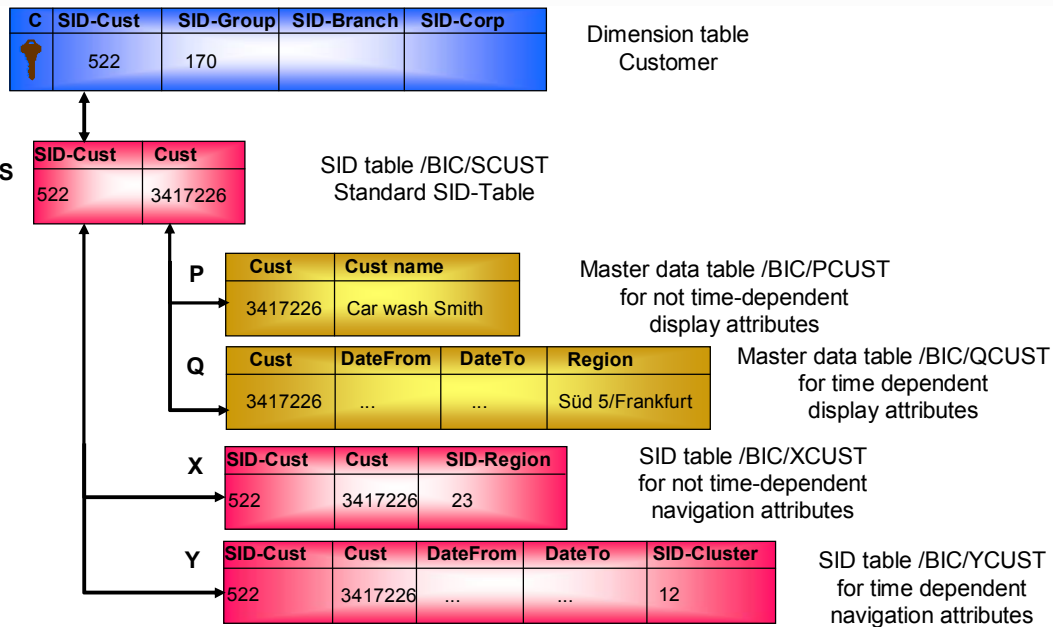 C SID-Cust SID-Group SID-Branch SID-Corp
522 170
Dimension table
Customer
S
SID-Cust Cust
522 3417226
SID table /BIC/SCUST
Standard SID-Table
P
Cust Cust name
3417226 Car wash Smith
Master data table /BIC/PCUST
for not time-dependent
display attributes
Q
Cust DateFrom DateTo Region
3417226 ... ... Süd 5/Frankfurt
Master data table /BIC/QCUST
for time dependent
display attributes
X
SID-Cust Cust SID-Region
522 3417226 23
SID table /BIC/XCUST
for not time-dependent
navigation attributes
Y
SID-Cust Cust DateFrom DateTo SID-Cluster
522 3417226 ... ... 12
SID table /BIC/YCUST
for time dependent
navigation attributes